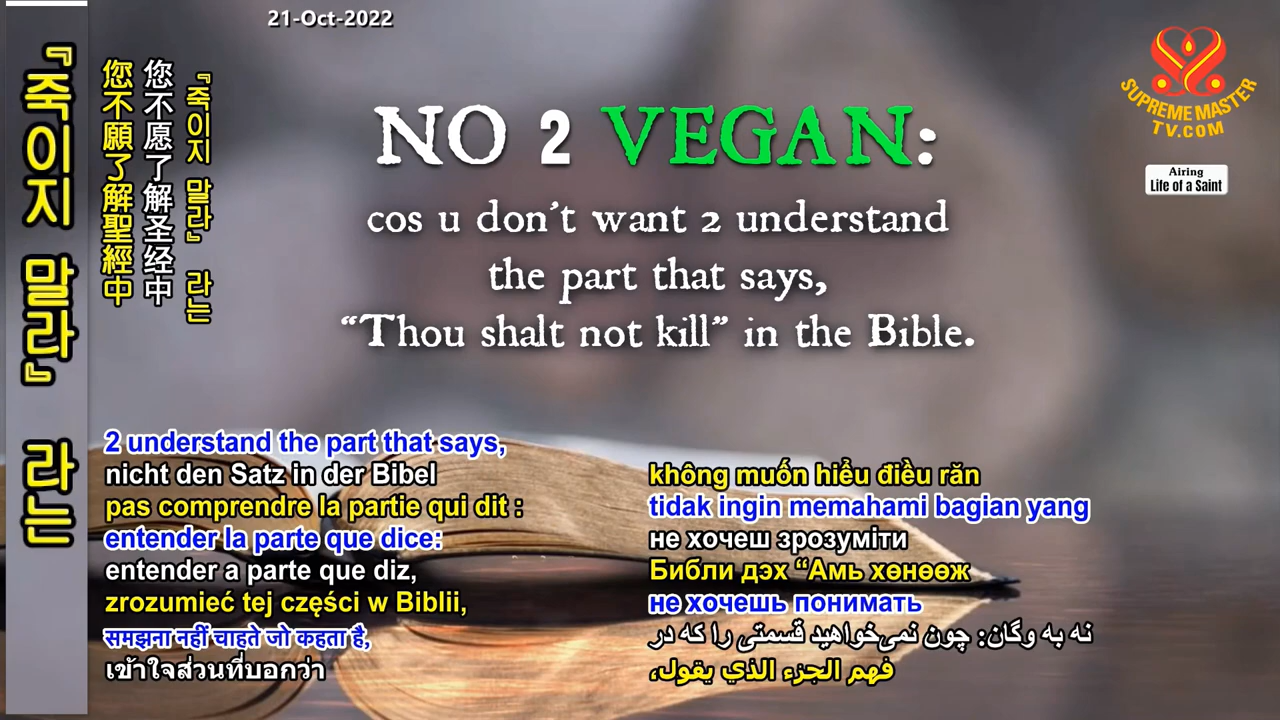 21-Oct-2022
『죽이지 말라』 라는
您不願了解聖經中
您不愿了解圣经中
『죽이지 말라』 라는
NO 2 VEGAN:
cos u don't want 2 understand
the part that says,
“Thou shalt not kill” in the Bible.
SUPREME MASTER
TV.COM
Airing
Life of a Saint
2 understand the part that says,
nicht den Satz in der Bibel
pas comprendre la partie qui dit :
entender la parte que dice:
entender a parte que diz,
zrozumieć tej części w Biblii,
समझना नहीं चाहते जो कहता है,
เข้าใจส่วนที่บอกว่า
không muốn hiểu điều răn
tidak ingin memahami bagian yang
не хочеш зрозуміти
Библи дэх “Амь хөнөөж
не хочешь понимать
نه به وگان: چون نمی‌خواهید قسمتی را که در
فهم الجزء الذي يقول،